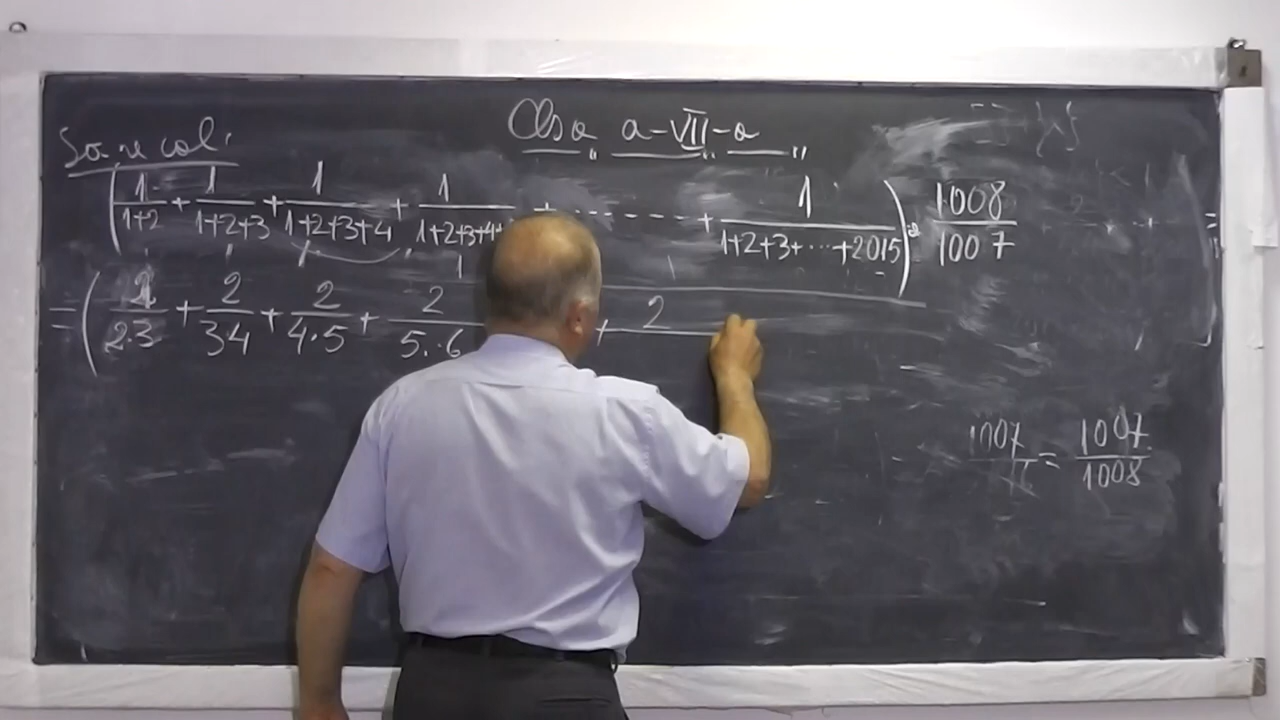 Clsa a-VII-a
Să se calc:
(1/(1+2) + 1/(1+2+3) + 1/(1+2+3+4) + 1/(1+2+3+4+ + ------ + 1/(1+2+3+...+2015)) · 1008/1007 =
= (2/(2·3) + 2/(3·4) + 2/(4·5) + 2/(5·6) + 2/
1007/ = 1007/1008